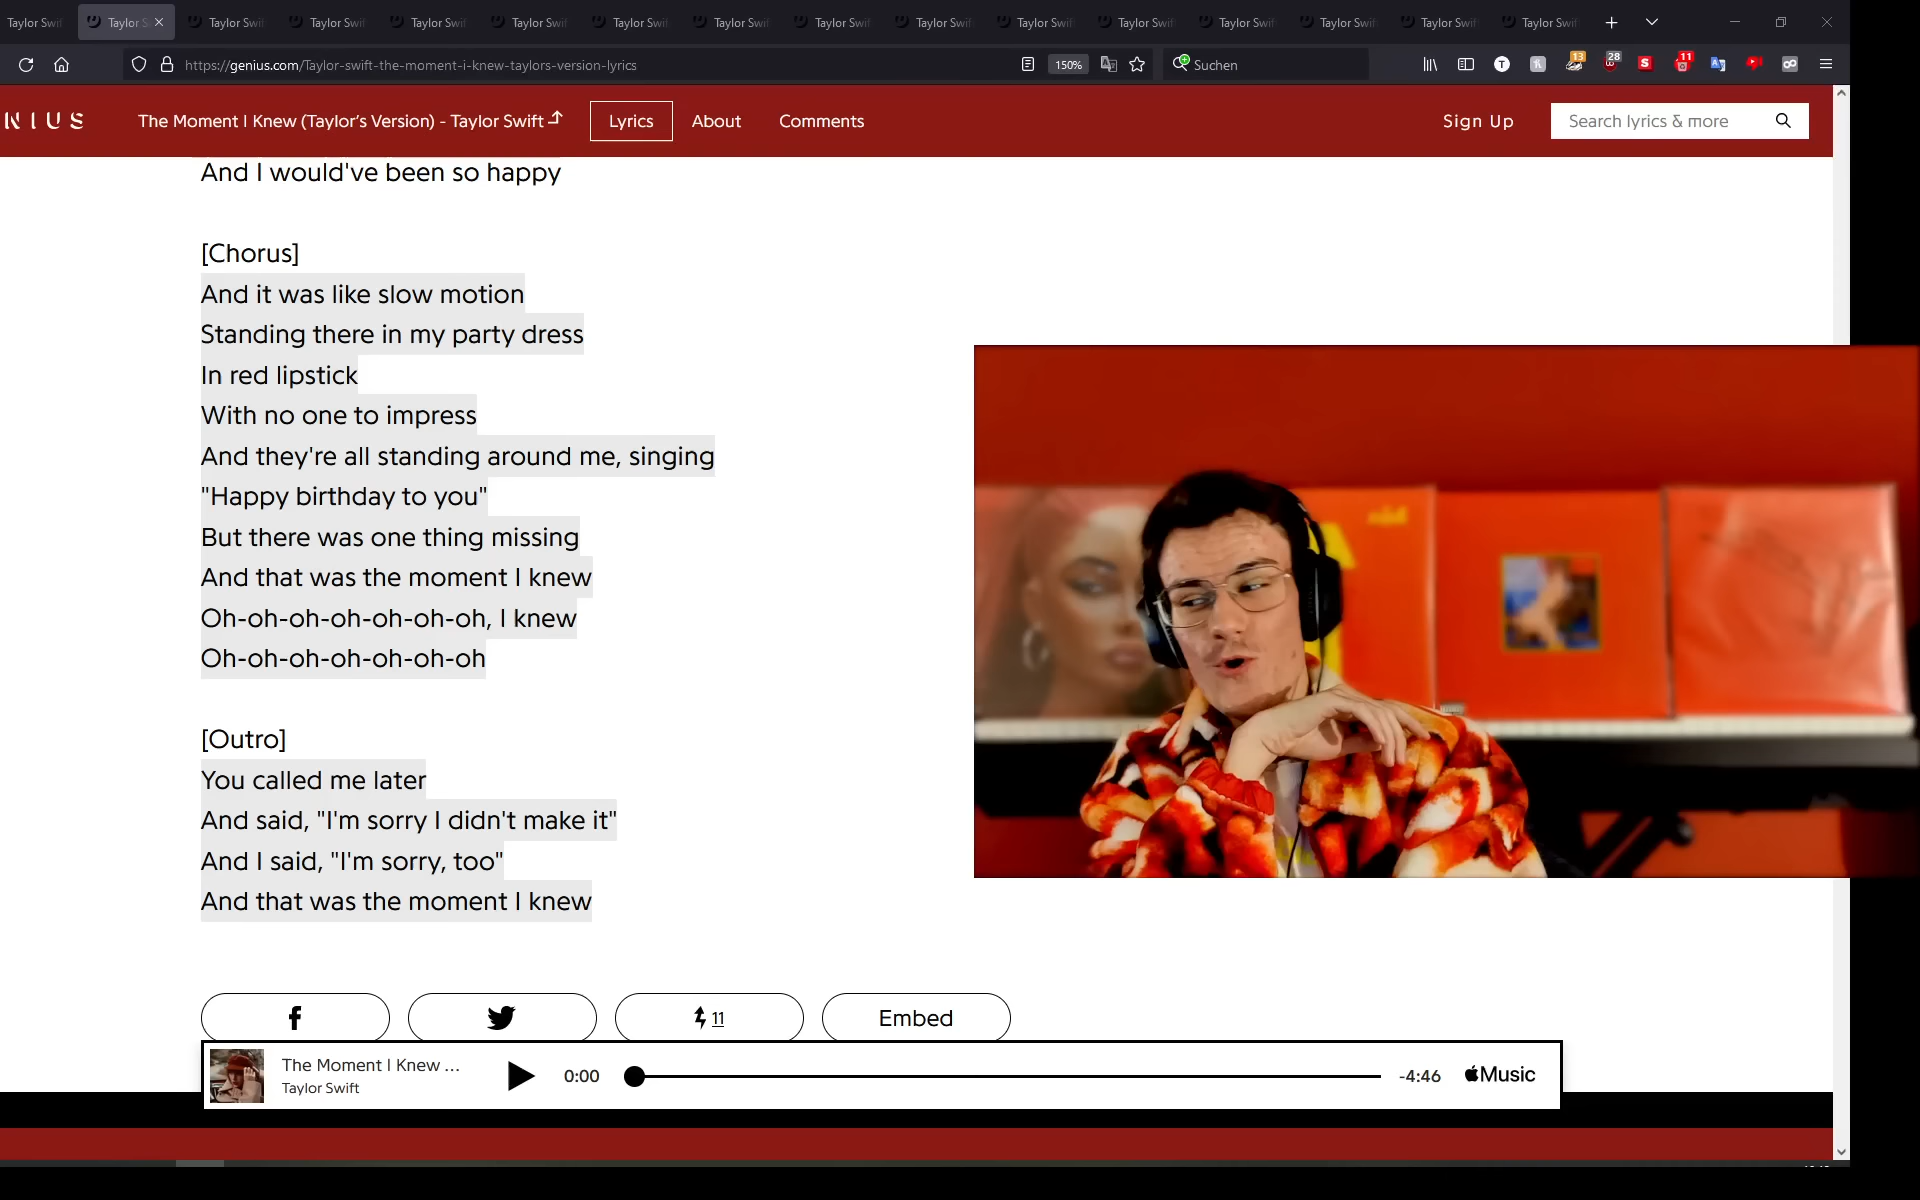 Taylor Swif
Taylor S
Taylor Swif
Taylor Swif
Taylor Swif
Taylor Swif
Taylor Swif
Taylor Swif
Taylor Swif
Taylor Swif
Taylor Swif
Taylor Swif
Taylor Swif
Taylor Swif
Taylor Swif
Taylor Swif
https://genius.com/Taylor-swift-the-moment-i-knew-taylors-version-lyrics
150%
Suchen
13
28
11
NIUS
The Moment I Knew (Taylor's Version) - Taylor Swift
Lyrics
About
Comments
Sign Up
Search lyrics & more
And I would've been so happy
[Chorus]
And it was like slow motion
Standing there in my party dress
In red lipstick
With no one to impress
And they're all standing around me, singing
"Happy birthday to you"
But there was one thing missing
And that was the moment I knew
Oh-oh-oh-oh-oh-oh-oh, I knew
Oh-oh-oh-oh-oh-oh-oh
[Outro]
You called me later
And said, "I'm sorry I didn't make it"
And I said, "I'm sorry, too"
And that was the moment I knew
11
Embed
The Moment I Knew ...
Taylor Swift
0:00
-4:46
Music